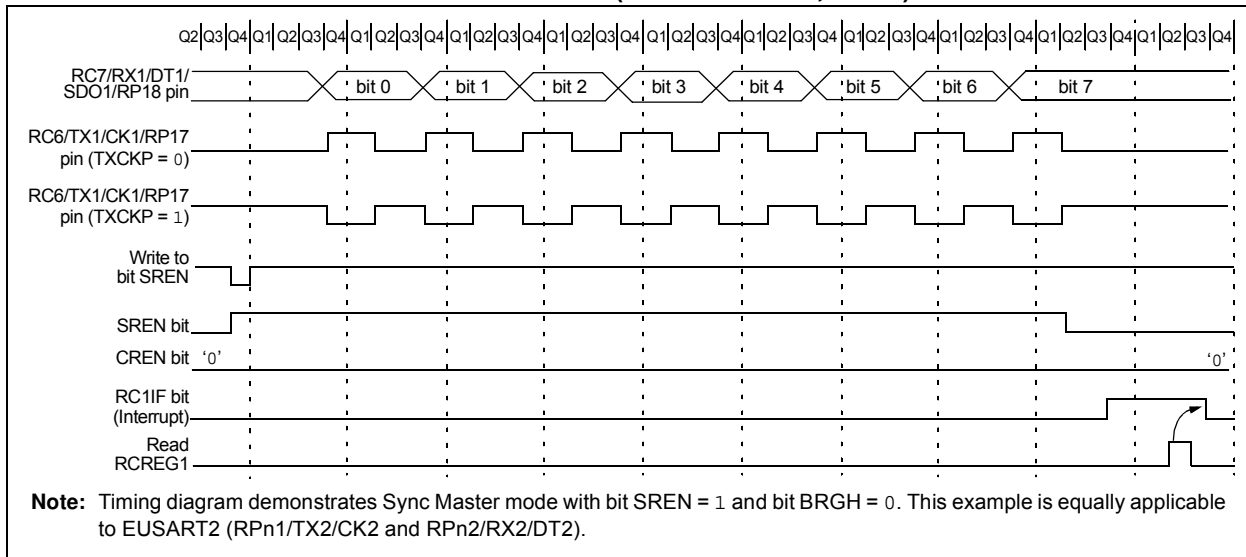 Q2 Q3 Q4 Q1 Q2 Q3 Q4 Q1 Q2 Q3 Q4 Q1 Q2 Q3 Q4 Q1 Q2 Q3 Q4 Q1 Q2 Q3 Q4 Q1 Q2 Q3 Q4 Q1 Q2 Q3 Q4 Q1 Q2 Q3 Q4 Q1 Q2 Q3 Q4 Q1 Q2 Q3 Q4
RC7/RX1/DT1/
SDO1/RP18 pin
bit 0 bit 1 bit 2 bit 3 bit 4 bit 5 bit 6 bit 7
RC6/TX1/CK1/RP17
pin (TXCKP = 0)
RC6/TX1/CK1/RP17
pin (TXCKP = 1)
Write to
bit SREN
SREN bit
CREN bit ‘0’ ‘0’
RC1IF bit
(Interrupt)
Read
RCREG1
Note: Timing diagram demonstrates Sync Master mode with bit SREN = 1 and bit BRGH = 0. This example is equally applicable
to EUSART2 (RPn1/TX2/CK2 and RPn2/RX2/DT2).